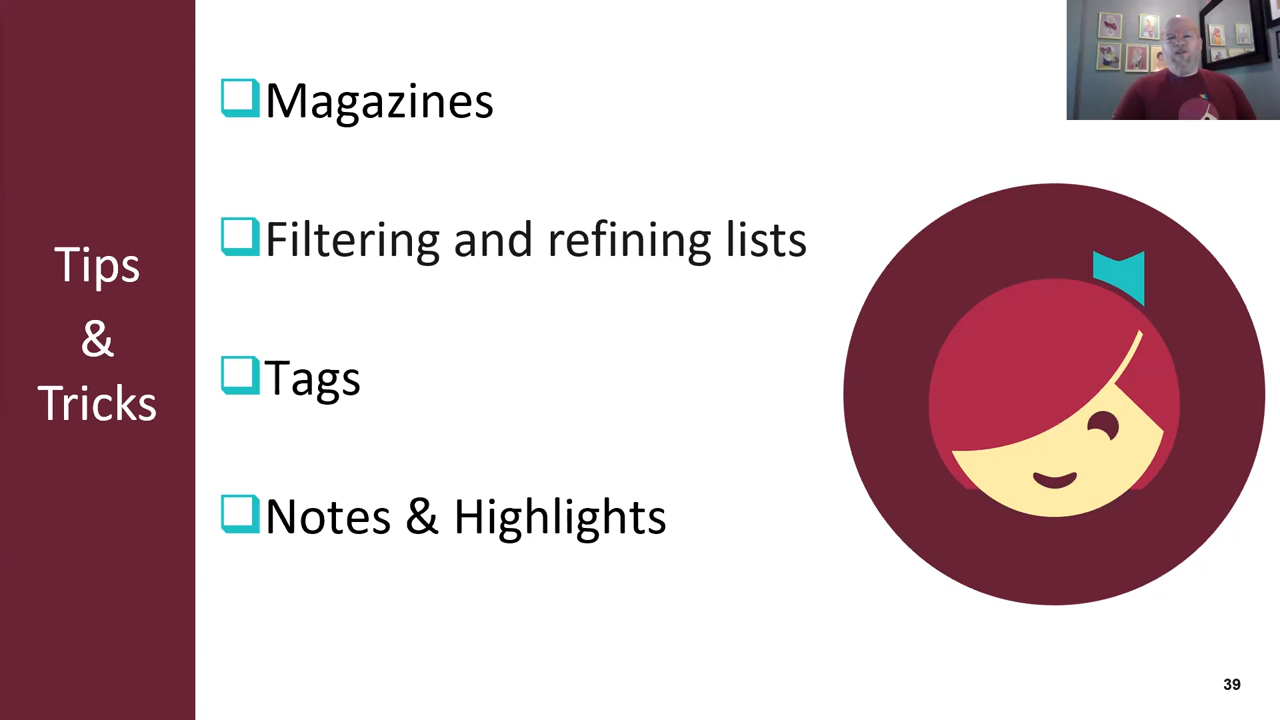 Tips
&
Tricks
Magazines
Filtering and refining lists
Tags
Notes & Highlights
39